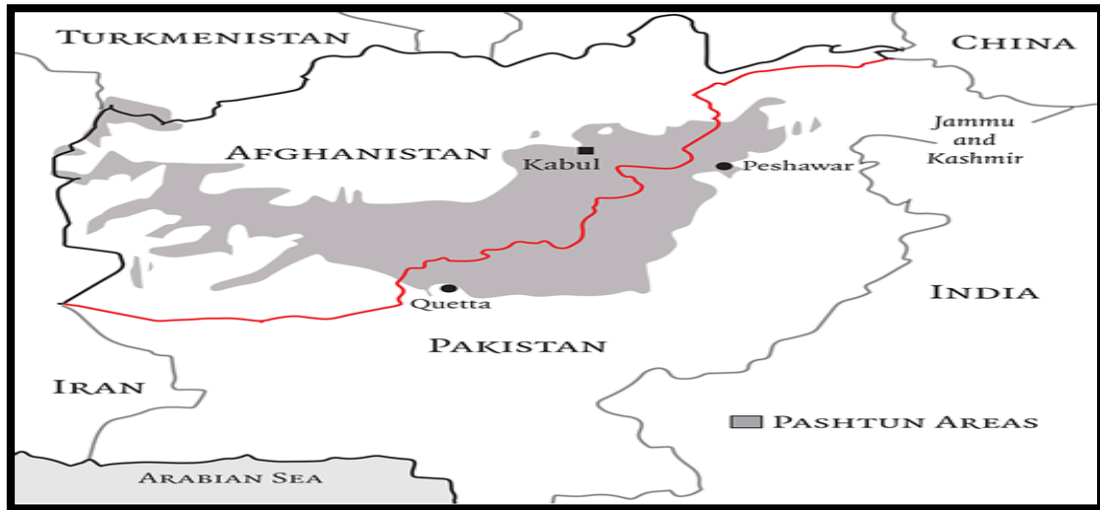 TURKMENISTAN
CHINA
Jammu
and
Kashmir
AFGHANISTAN
Kabul
Peshawar
INDIA
Quetta
PAKISTAN
IRAN
PASHTUN AREAS
ARABIAN SEA